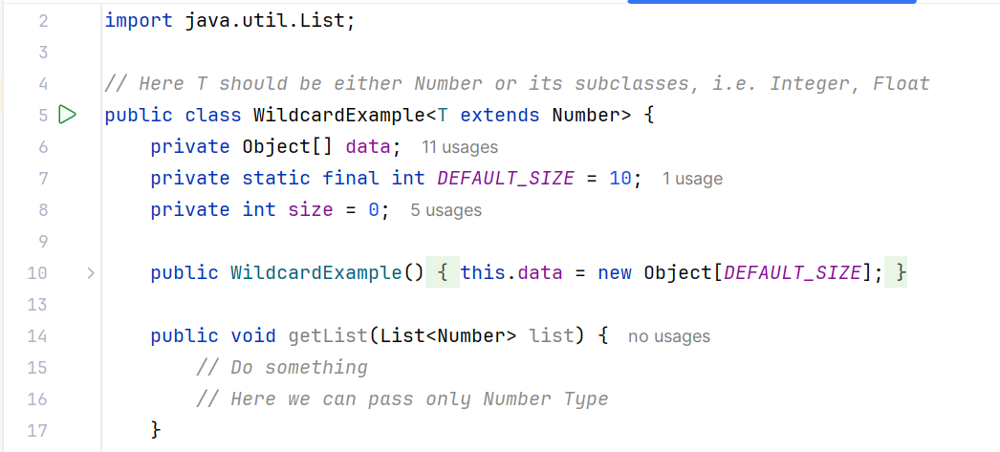 2 import java.util.List;
3
4 // Here T should be either Number or its subclasses, i.e. Integer, Float
5 public class WildcardExample<T extends Number> {
6 private Object[] data; 11 usages
7 private static final int DEFAULT_SIZE = 10; 1 usage
8 private int size = 0; 5 usages
9
10 public WildcardExample() { this.data = new Object[DEFAULT_SIZE]; }
13
14 public void getList(List<Number> list) { no usages
15 // Do something
16 // Here we can pass only Number Type
17 }